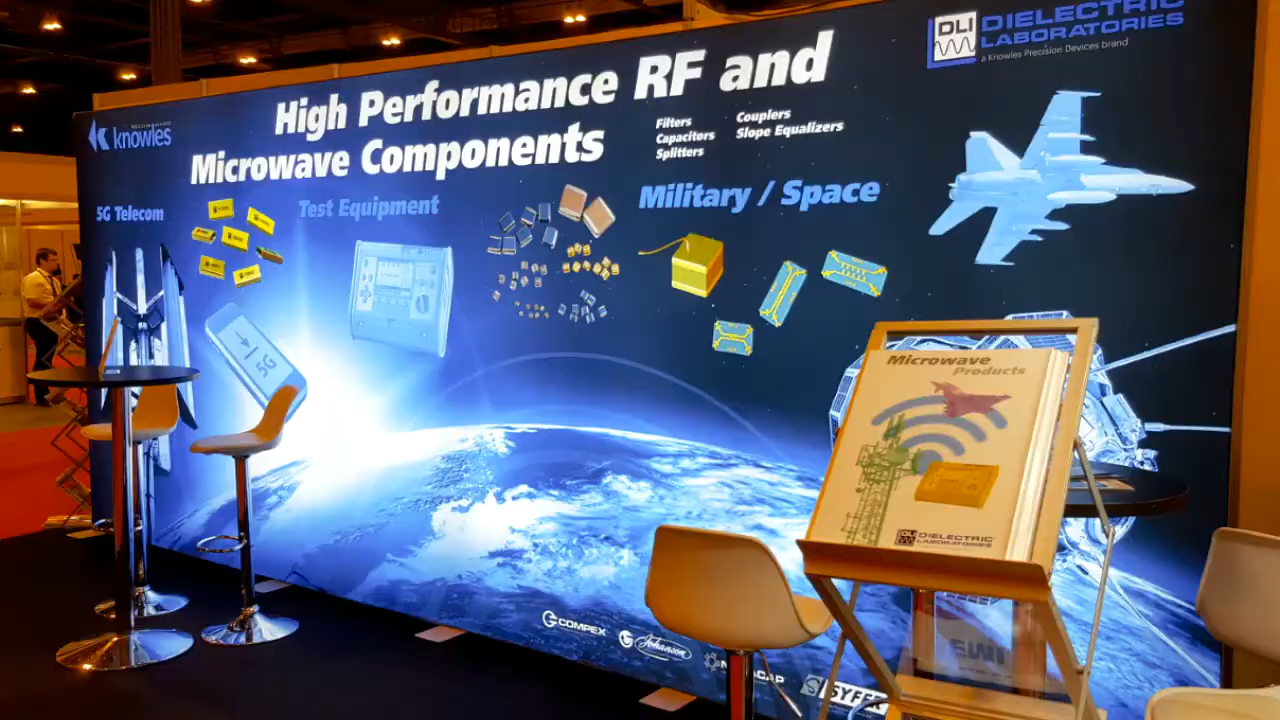 DLI DIELECTRIC
LABORATORIES
a Knowles Precision Devices brand
knowles
High Performance RF and
Microwave Components
Filters
Capacitors
Splitters
Couplers
Slope Equalizers
5G Telecom
Test Equipment
Military / Space
5G
Microwave
Products
DLI DIELECTRIC
LABORATORIES
COMPEX
Johanson
SYFER